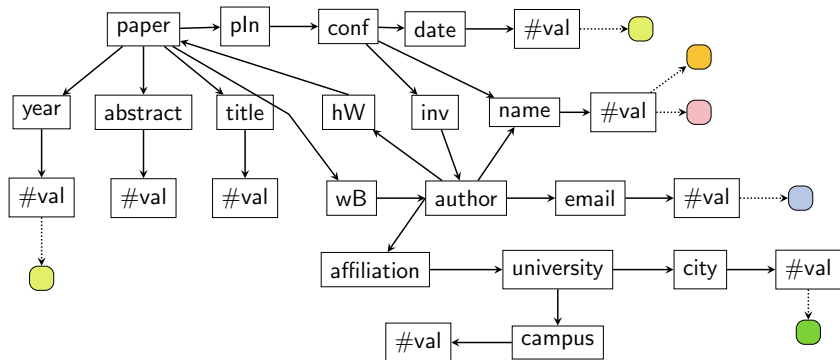 paper
pIn
conf
date
#val
year
abstract
title
hW
inv
name
#val
#val
#val
#val
wB
author
email
#val
affiliation
university
city
#val
#val
campus